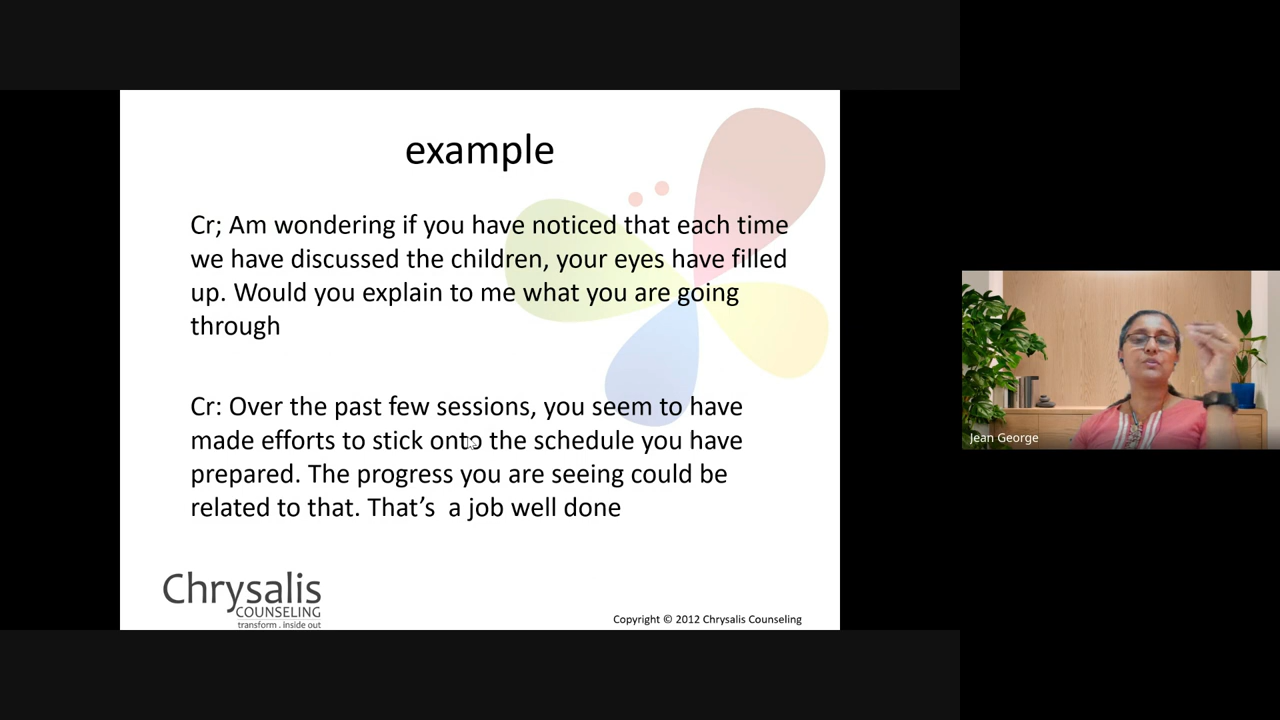 example
Cr; Am wondering if you have noticed that each time
we have discussed the children, your eyes have filled
up. Would you explain to me what you are going
through
Cr: Over the past few sessions, you seem to have
made efforts to stick onto the schedule you have
prepared. The progress you are seeing could be
related to that. That’s  a job well done
Chrysalis
COUNSELING
transform . inside out
Copyright © 2012 Chrysalis Counseling
Jean George